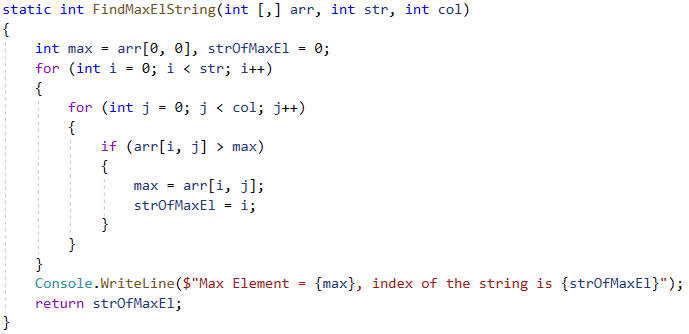 static int FindMaxElString(int [,] arr, int str, int col)
{
    int max = arr[0, 0], strOfMaxEl = 0;
    for (int i = 0; i < str; i++)
    {
        for (int j = 0; j < col; j++)
        {
            if (arr[i, j] > max)
            {
                max = arr[i, j];
                strOfMaxEl = i;
            }
        }
    }
    Console.WriteLine($"Max Element = {max}, index of the string is {strOfMaxEl}");
    return strOfMaxEl;
}